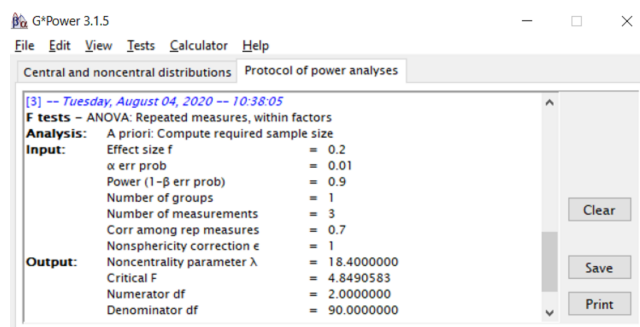 G*Power 3.1.5
File Edit View Tests Calculator Help
Central and noncentral distributions Protocol of power analyses
[3] -- Tuesday, August 04, 2020 -- 10:38:05
F tests – ANOVA: Repeated measures, within factors
Analysis: A priori: Compute required sample size
Input: Effect size f = 0.2
α err prob = 0.01
Power (1-β err prob) = 0.9
Number of groups = 1
Number of measurements = 3
Corr among rep measures = 0.7
Nonsphericity correction ϵ = 1
Output: Noncentrality parameter λ = 18.4000000
Critical F = 4.8490583
Numerator df = 2.0000000
Denominator df = 90.0000000
Clear
Save
Print